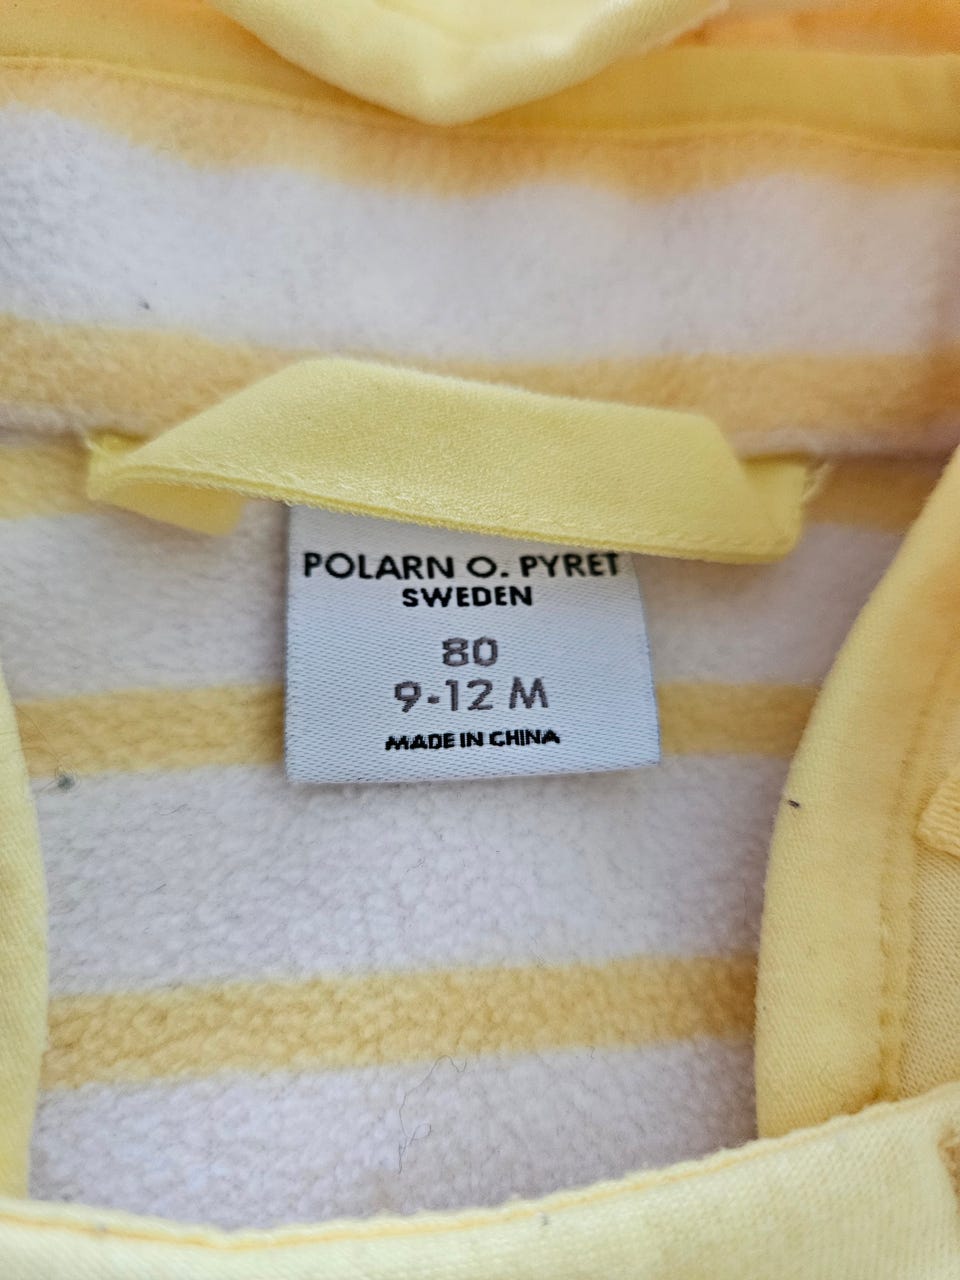 POLARN O. PYRET
SWEDEN
80
9-12 M
MADE IN CHINA